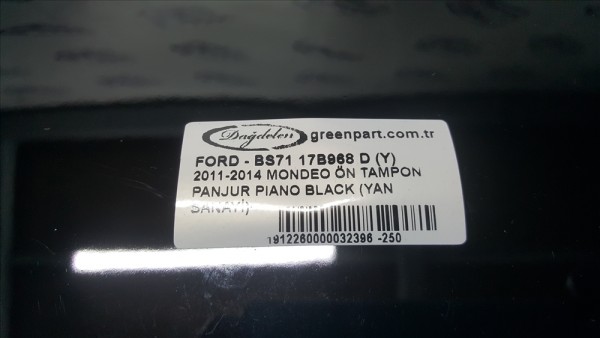 Dağdelen greenpart.com.tr
FORD - BS71 17B968 D (Y)
2011-2014 MONDEO ÖN TAMPON
PANJUR PIANO BLACK (YAN
SANAYİ)
1912260000032396 -250